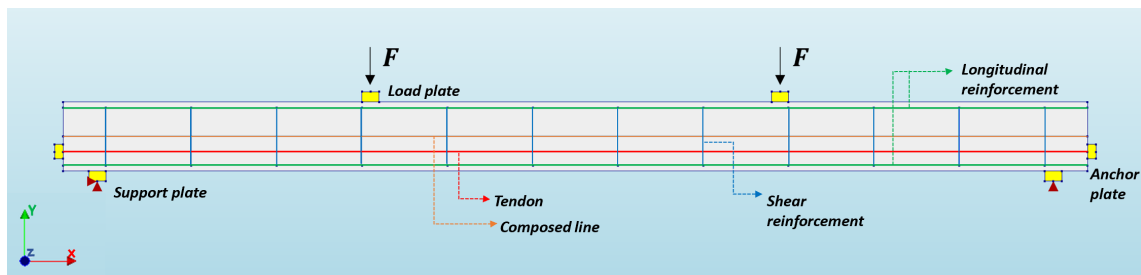 F
F
Load plate
Longitudinal
reinforcement
Support plate
Tendon
Composed line
Shear
reinforcement
Anchor
plate
Y
Z
X